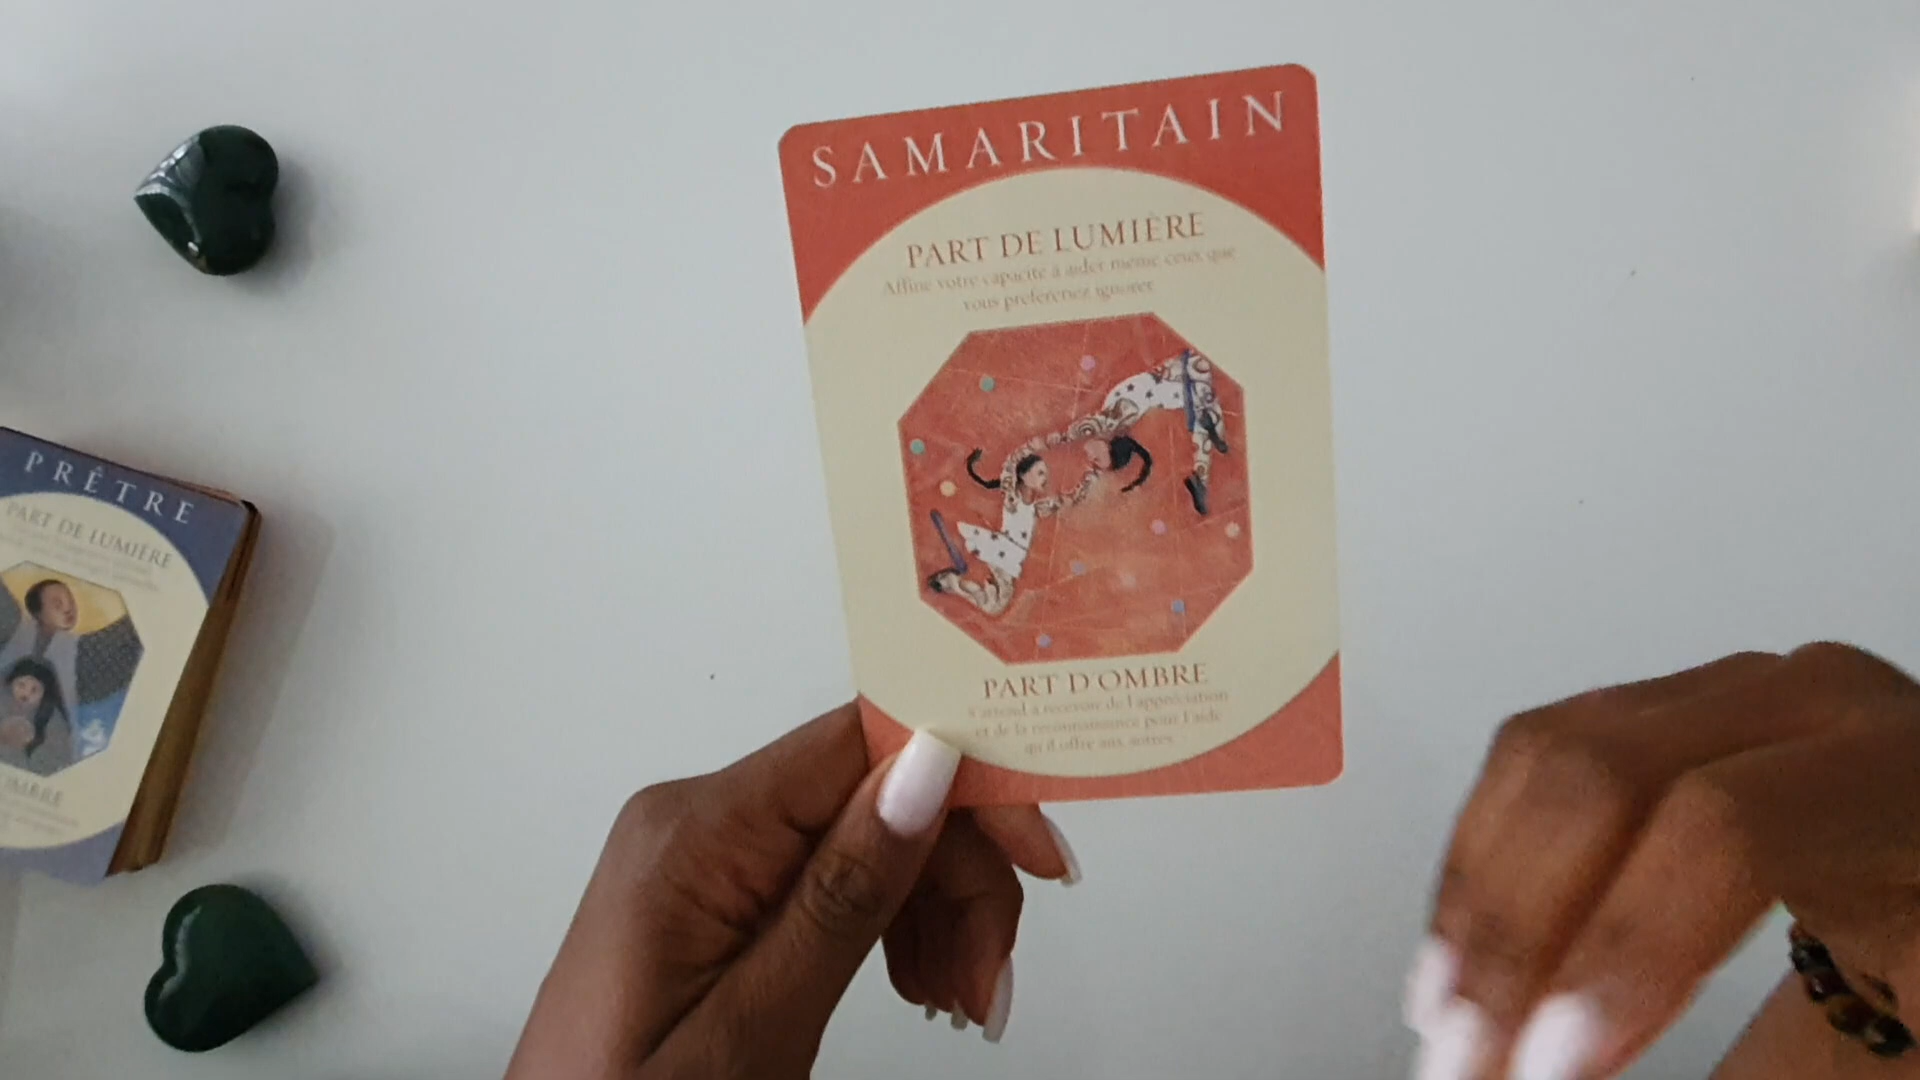 SAMARITAIN
PART DE LUMIÈRE
Affine votre capacité à aider même ceux que
vous préféreriez ignorer.
PART D'OMBRE
S'attend à recevoir de l'appréciation
et de la reconnaissance pour l'aide
qu'il offre aux autres.
PRÊTRE
PART DE LUMIÈRE